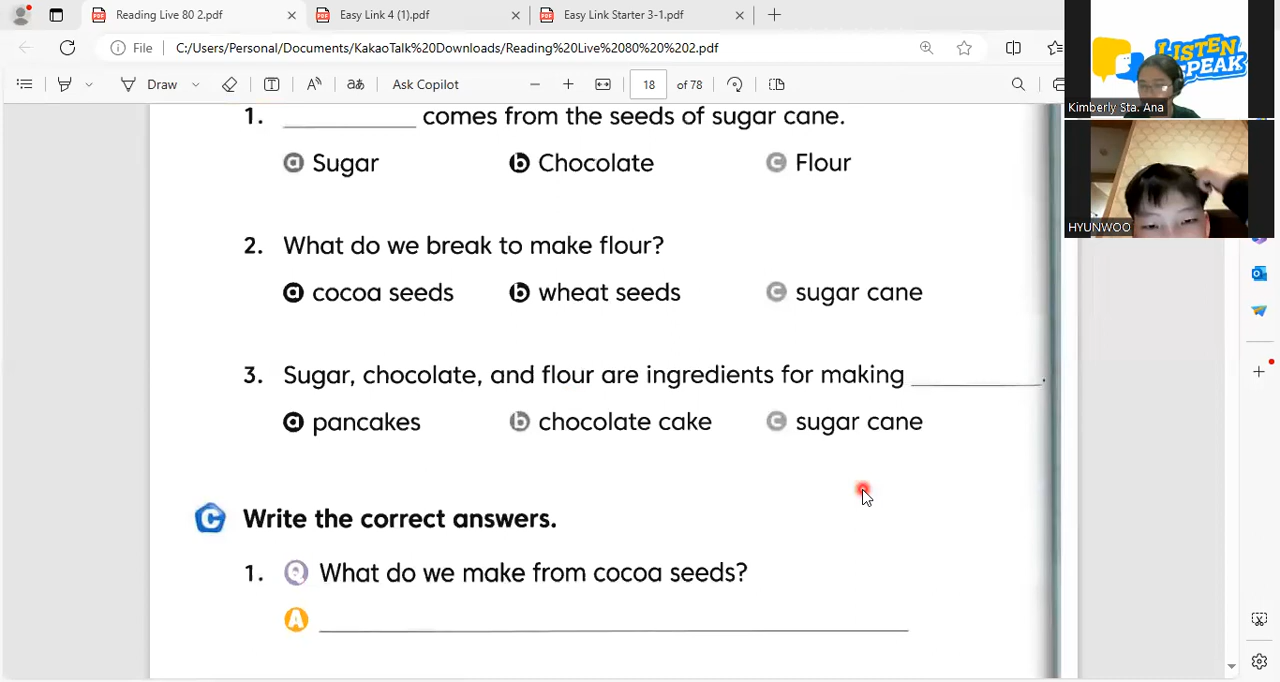 Reading Live 80 2.pdf
Easy Link 4 (1).pdf
Easy Link Starter 3-1.pdf
File
C:/Users/Personal/Documents/KakaoTalk%20Downloads/Reading%20Live%2080%20%202.pdf
Draw
Ask Copilot
18 of 78
LISTEN
SPEAK
Kimberly Sta. Ana
HYUNWOO
1. __________ comes from the seeds of sugar cane.
a Sugar b Chocolate c Flour
2. What do we break to make flour?
a cocoa seeds b wheat seeds c sugar cane
3. Sugar, chocolate, and flour are ingredients for making __________.
a pancakes b chocolate cake c sugar cane
C Write the correct answers.
1. Q What do we make from cocoa seeds?
A